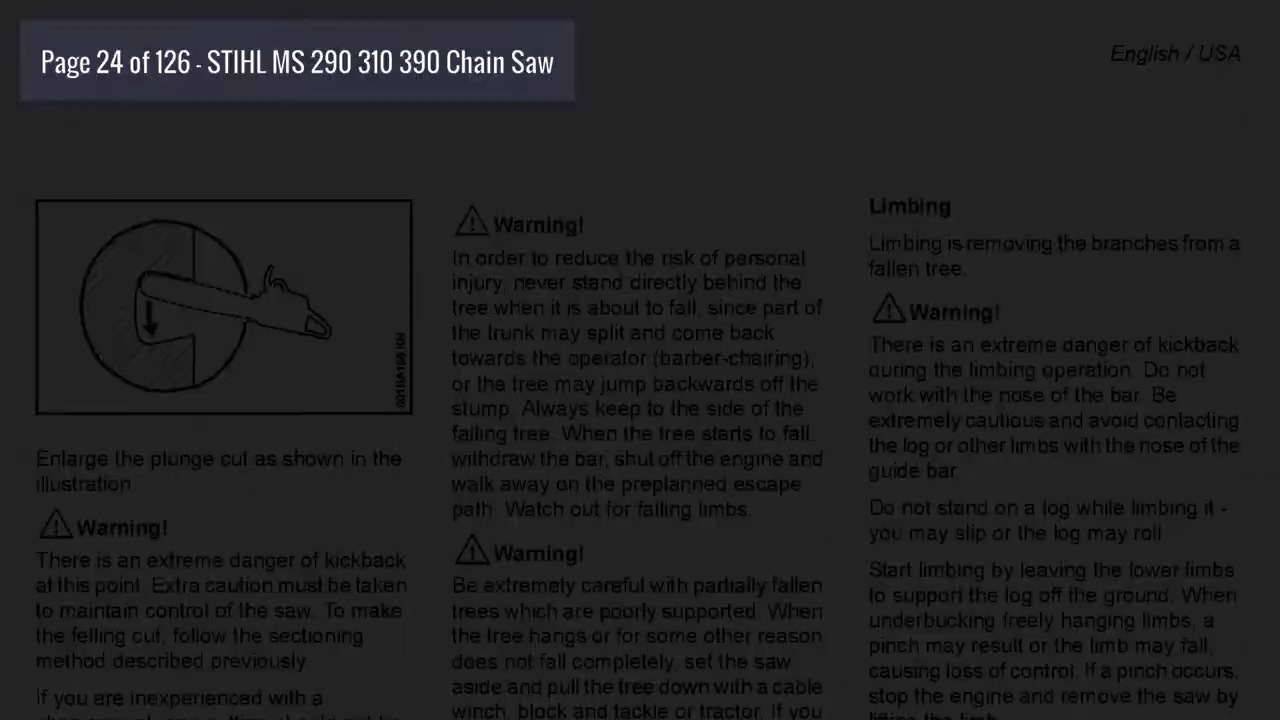 Page 24 of 126 - STIHL MS 290 310 390 Chain Saw
English / USA
Enlarge the plunge cut as shown in the
illustration.
Warning!
There is an extreme danger of kickback
at this point. Extra caution must be taken
to maintain control of the saw. To make
the felling cut, follow the sectioning
method described previously.
If you are inexperienced with a
Warning!
In order to reduce the risk of personal
injury, never stand directly behind the
tree when it is about to fall, since part of
the trunk may split and come back
towards the operator (barber-chairing),
or the tree may jump backwards off the
stump. Always keep to the side of the
falling tree. When the tree starts to fall,
withdraw the bar, shut off the engine and
walk away on the preplanned escape
path. Watch out for falling limbs.
Warning!
Be extremely careful with partially fallen
trees which are poorly supported. When
the tree hangs or for some other reason
does not fall completely, set the saw
aside and pull the tree down with a cable
winch, block and tackle or tractor. If you
Limbing
Limbing is removing the branches from a
fallen tree.
Warning!
There is an extreme danger of kickback
during the limbing operation. Do not
work with the nose of the bar. Be
extremely cautious and avoid contacting
the log or other limbs with the nose of the
guide bar.
Do not stand on a log while limbing it -
you may slip or the log may roll.
Start limbing by leaving the lower limbs
to support the log off the ground. When
underbucking freely hanging limbs, a
pinch may result or the limb may fall,
causing loss of control. If a pinch occurs,
stop the engine and remove the saw by
lifting the limb.